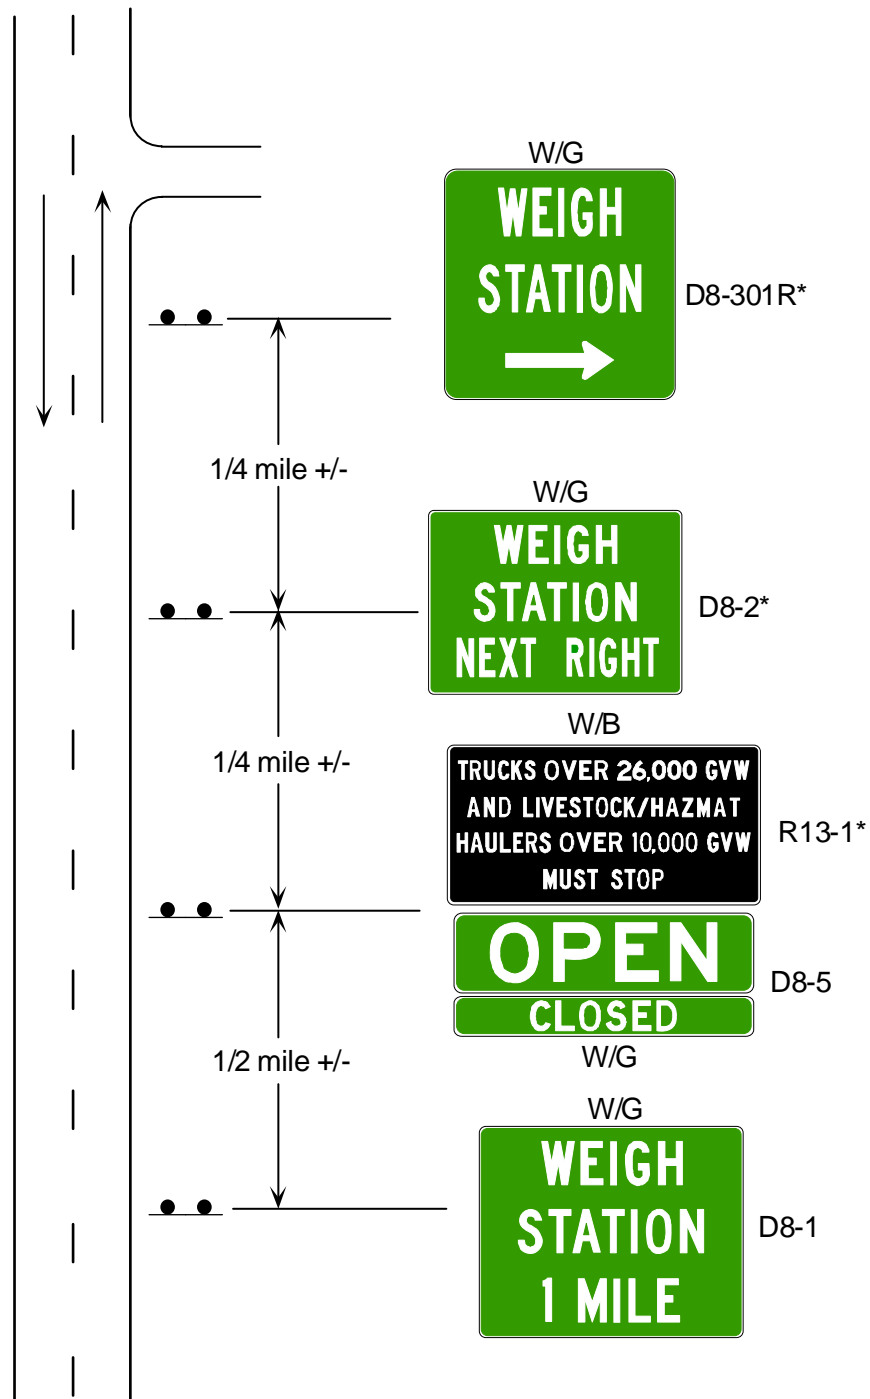 W/G
WEIGH
STATION
D8-301R*
1/4 mile +/-
W/G
WEIGH
STATION
NEXT RIGHT
D8-2*
W/B
1/4 mile +/-
TRUCKS OVER 26,000 GVW
AND LIVESTOCK/HAZMAT
HAULERS OVER 10,000 GVW
MUST STOP
R13-1*
OPEN
CLOSED
D8-5
W/G
1/2 mile +/-
W/G
WEIGH
STATION
1 MILE
D8-1